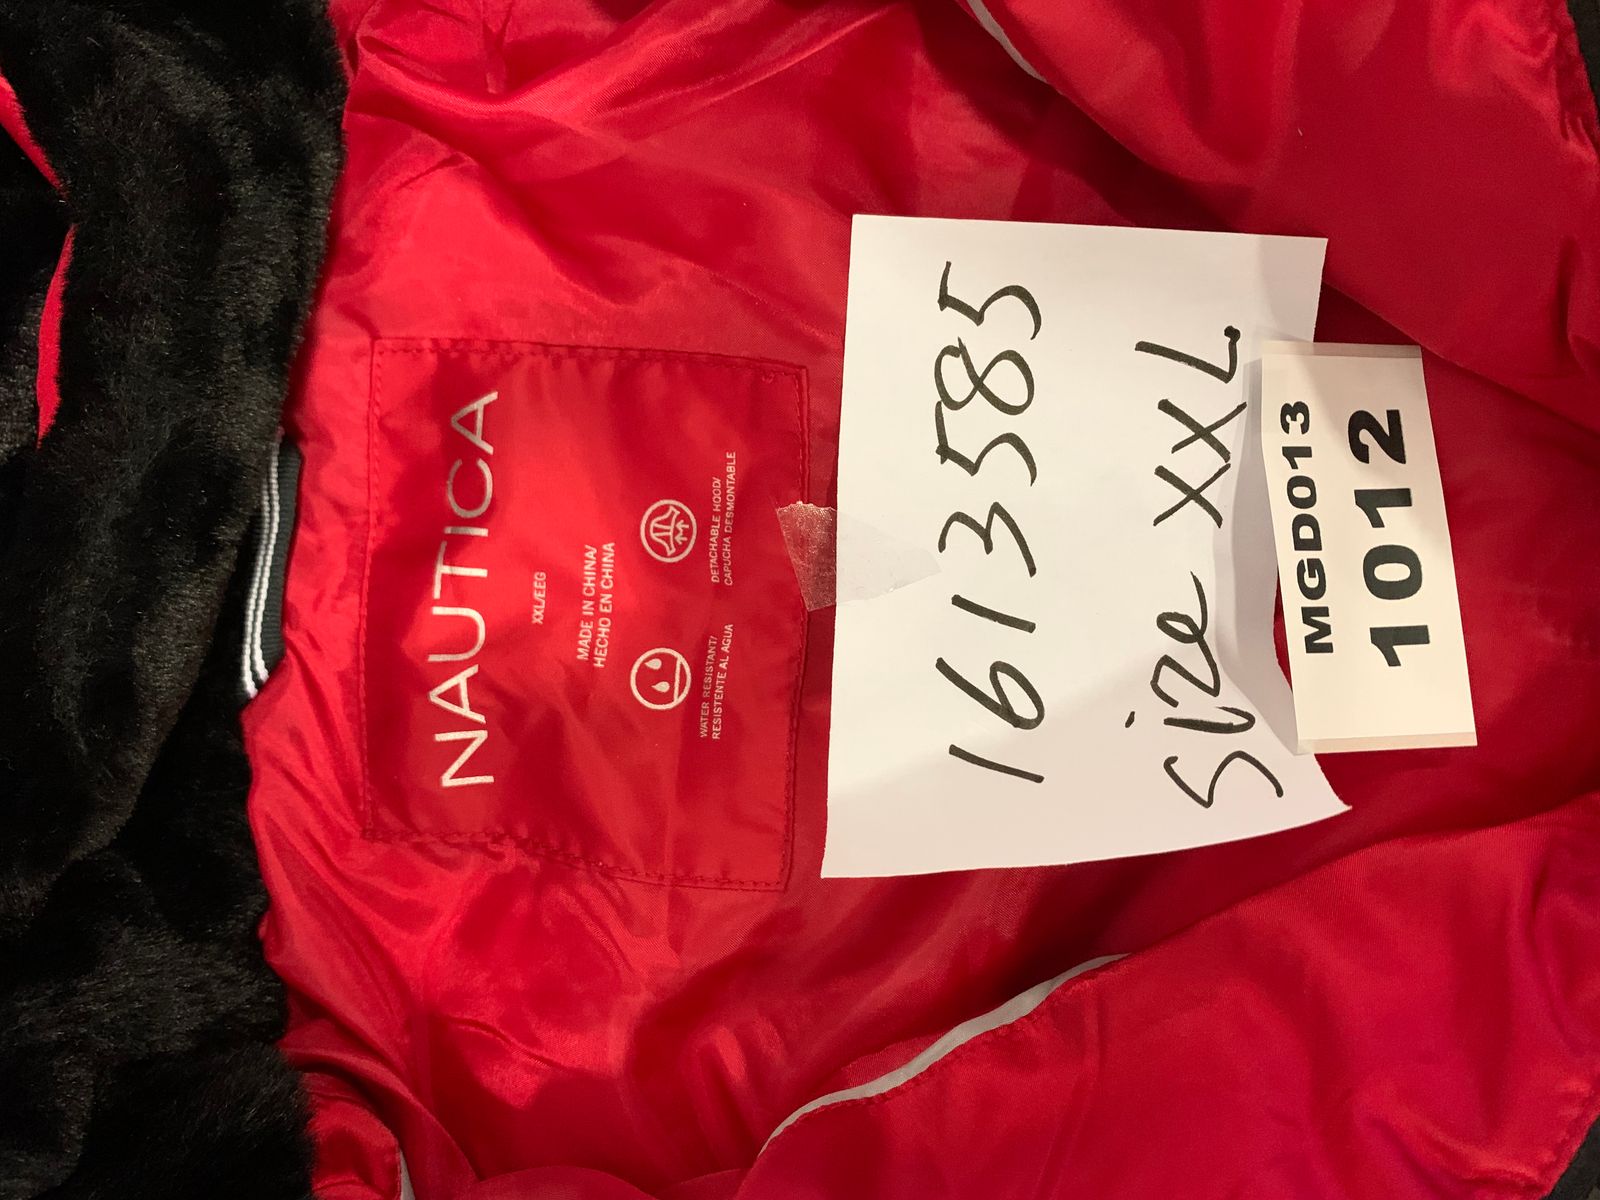 NAUTICA
XXL/EEG
MADE IN CHINA/
HECHO EN CHINA
WATER RESISTANT/
RESISTENTE AL AGUA
DETACHABLE HOOD/
CAPUCHA DESMONTABLE
1613585
Size XXL
MGD013
1012